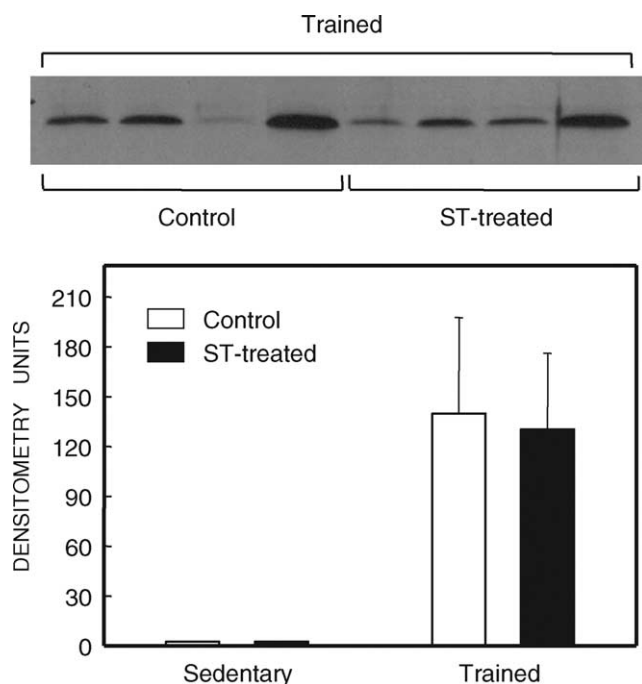 Trained
Control ST-treated
DENSITOMETRY UNITS
210
180
150
120
90
60
30
0
Control
ST-treated
Sedentary Trained